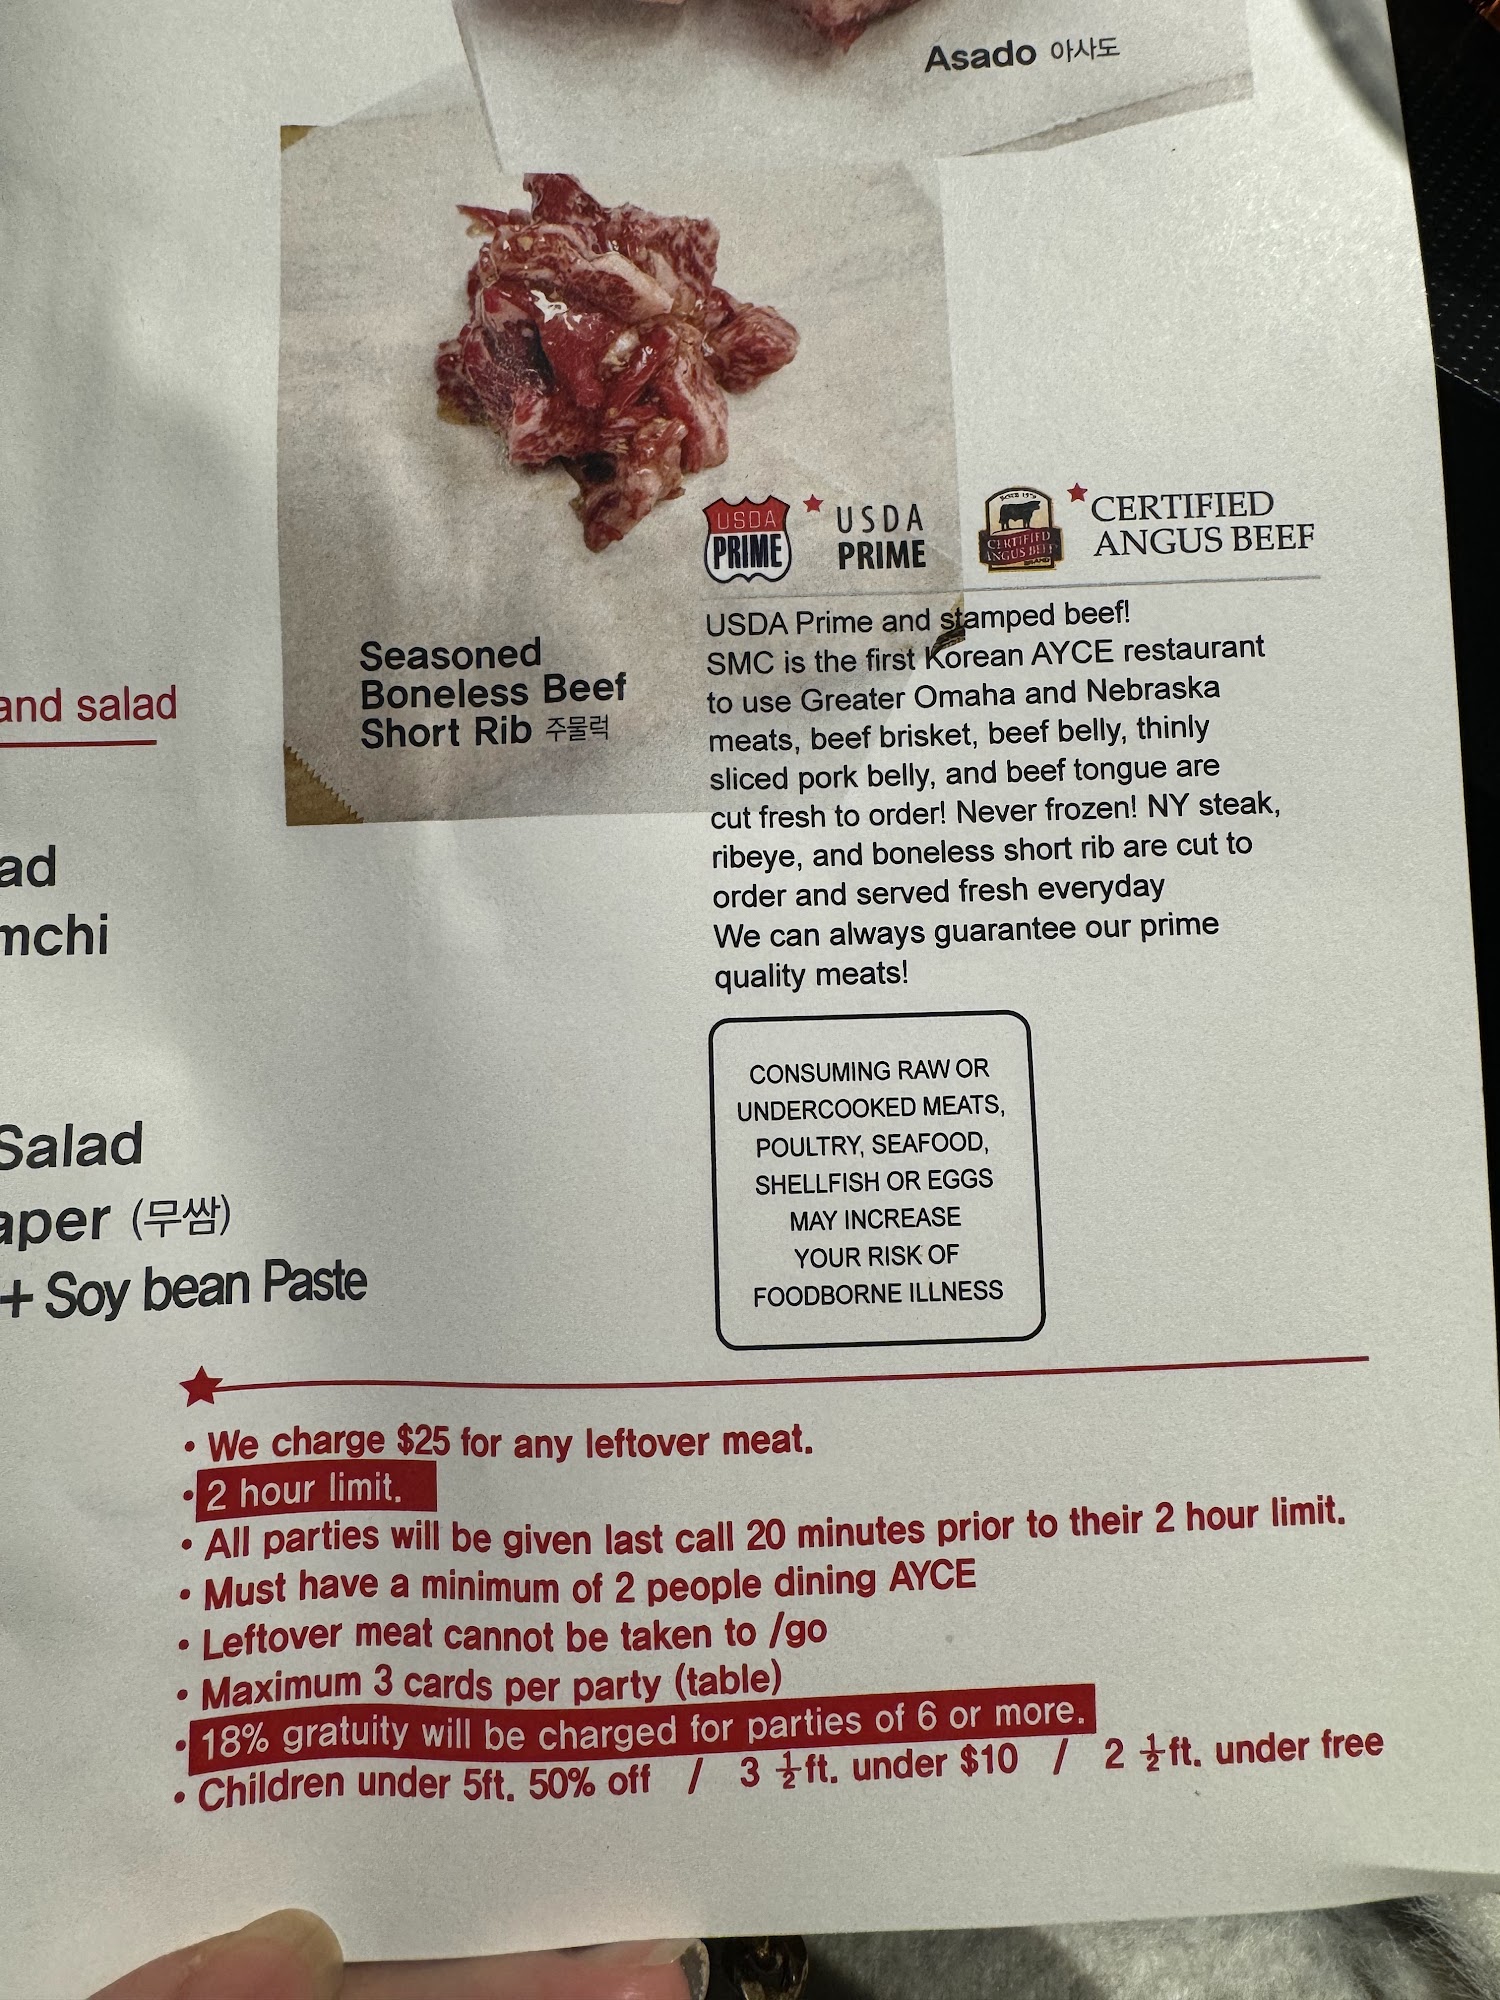 Asado 아사도
USDA
PRIME
USDA
PRIME
CERTIFIED
ANGUS BEEF
BRAND
CERTIFIED
ANGUS BEEF
USDA Prime and stamped beef!
SMC is the first Korean AYCE restaurant
to use Greater Omaha and Nebraska
meats, beef brisket, beef belly, thinly
sliced pork belly, and beef tongue are
cut fresh to order! Never frozen! NY steak,
ribeye, and boneless short rib are cut to
order and served fresh everyday
We can always guarantee our prime
quality meats!
Seasoned
Boneless Beef
Short Rib 주물럭
and salad
ad
mchi
Salad
aper (무쌈)
+ Soy bean Paste
CONSUMING RAW OR
UNDERCOOKED MEATS,
POULTRY, SEAFOOD,
SHELLFISH OR EGGS
MAY INCREASE
YOUR RISK OF
FOODBORNE ILLNESS
• We charge $25 for any leftover meat.
• 2 hour limit.
• All parties will be given last call 20 minutes prior to their 2 hour limit.
• Must have a minimum of 2 people dining AYCE
• Leftover meat cannot be taken to /go
• Maximum 3 cards per party (table)
• 18% gratuity will be charged for parties of 6 or more.
• Children under 5ft. 50% off / 3 ½ft. under $10 / 2 ½ft. under free